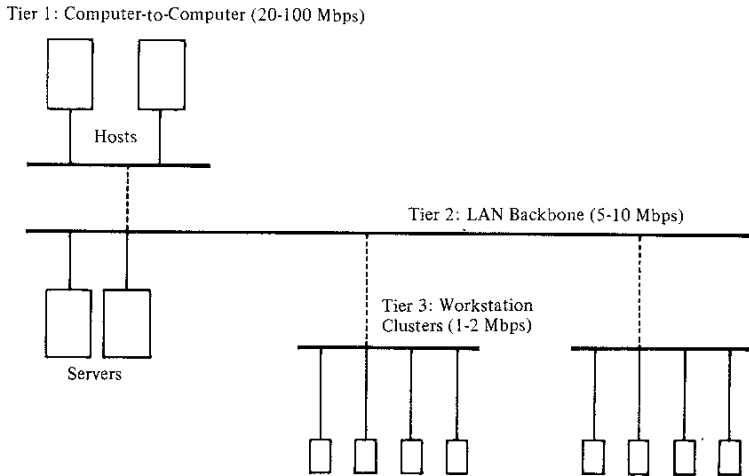 Tier 1: Computer-to-Computer (20-100 Mbps)
Hosts
Tier 2: LAN Backbone (5-10 Mbps)
Tier 3: Workstation
Clusters (1-2 Mbps)
Servers